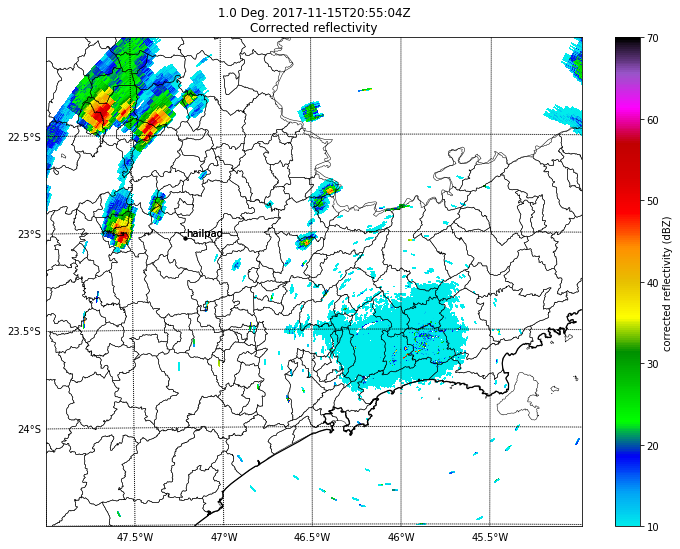 1.0 Deg. 2017-11-15T20:55:04Z
Corrected reflectivity
22.5°S
23°S
23.5°S
24°S
hailpad
47.5°W
47°W
46.5°W
46°W
45.5°W
70
60
50
40
30
20
10
corrected reflectivity (dBZ)